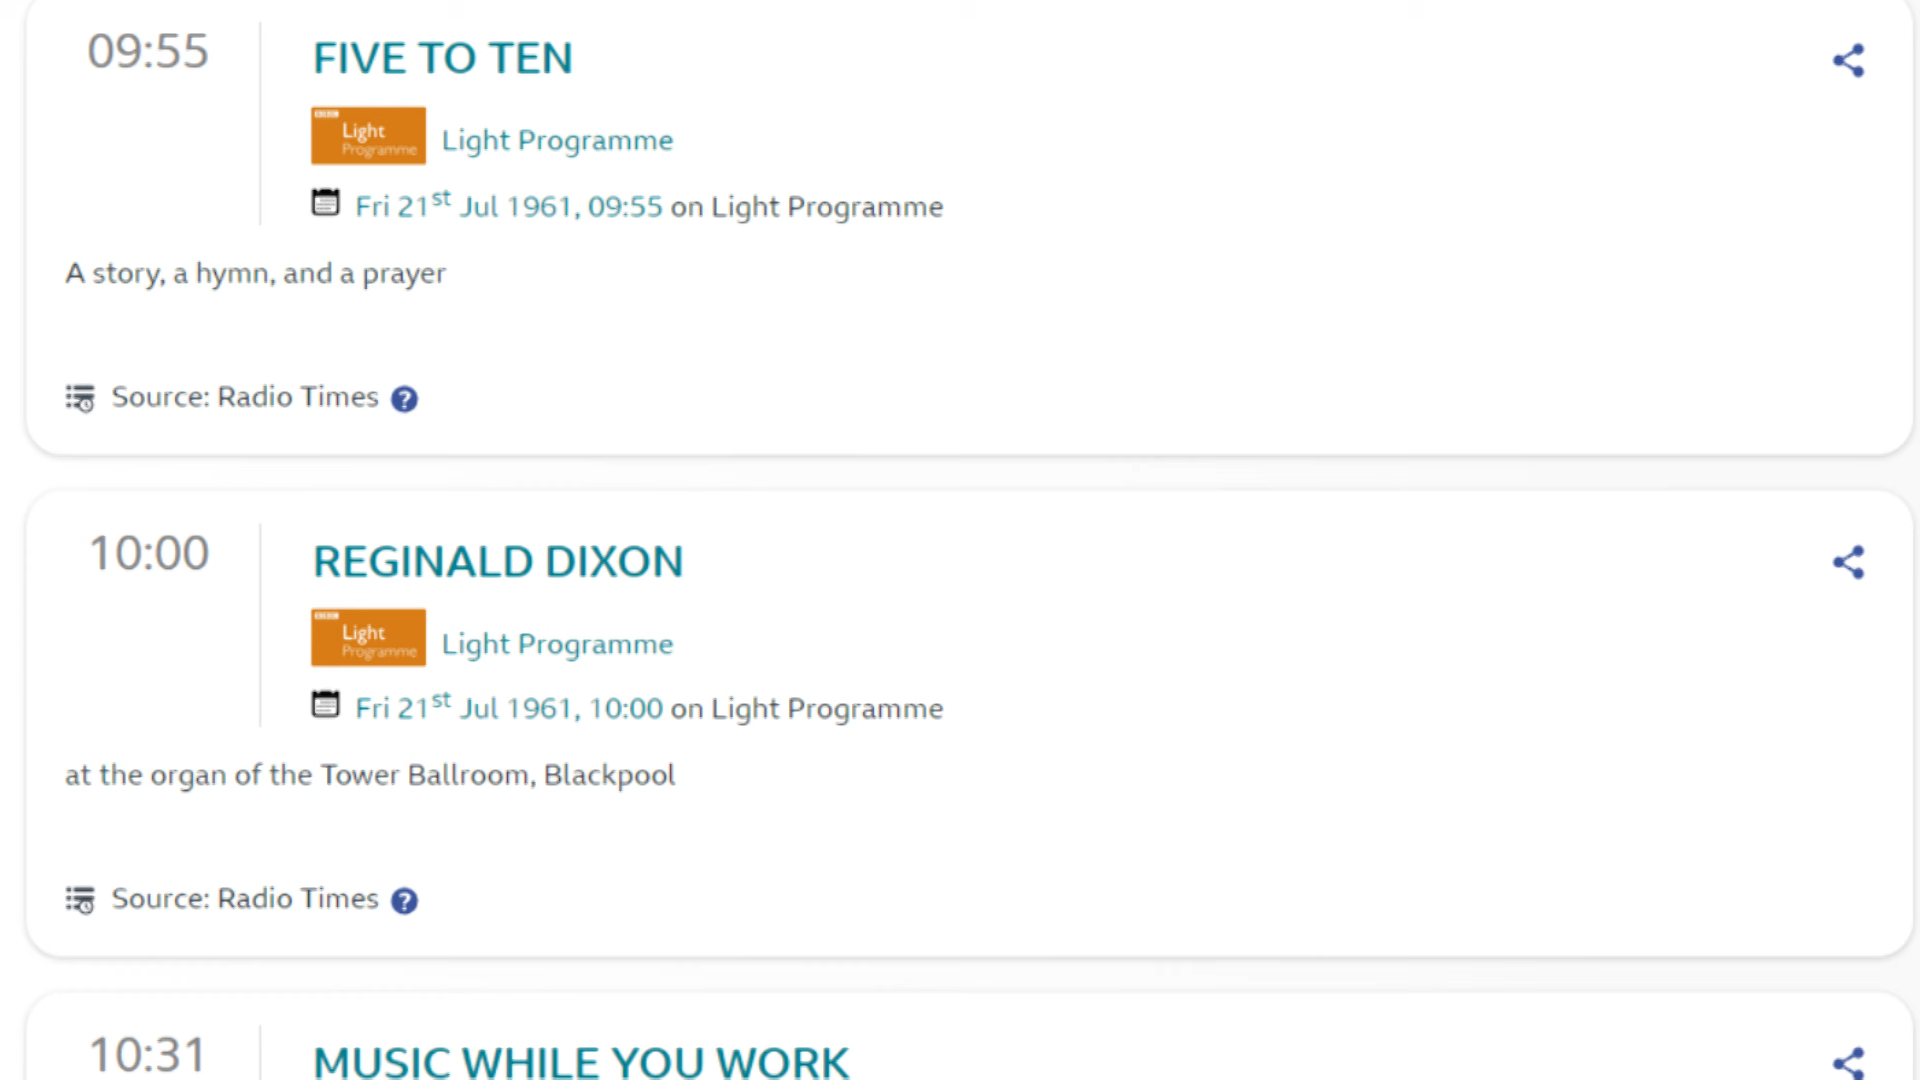 09:55
FIVE TO TEN
BBC
Light
Programme
Light Programme
Fri 21st Jul 1961, 09:55 on Light Programme
A story, a hymn, and a prayer
Source: Radio Times ?
10:00
REGINALD DIXON
BBC
Light
Programme
Light Programme
Fri 21st Jul 1961, 10:00 on Light Programme
at the organ of the Tower Ballroom, Blackpool
Source: Radio Times ?
10:31
MUSIC WHILE YOU WORK